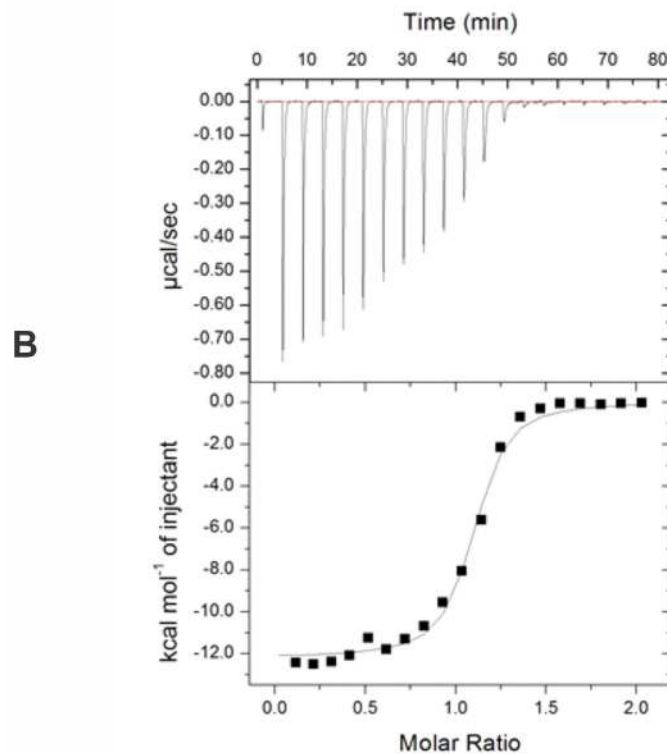 Time (min)
0 10 20 30 40 50 60 70 80
0.00
-0.10
-0.20
-0.30
-0.40
-0.50
-0.60
-0.70
-0.80
µcal/sec
B
0.0
-2.0
-4.0
-6.0
-8.0
-10.0
-12.0
kcal mol⁻¹ of injectant
0.0 0.5 1.0 1.5 2.0
Molar Ratio